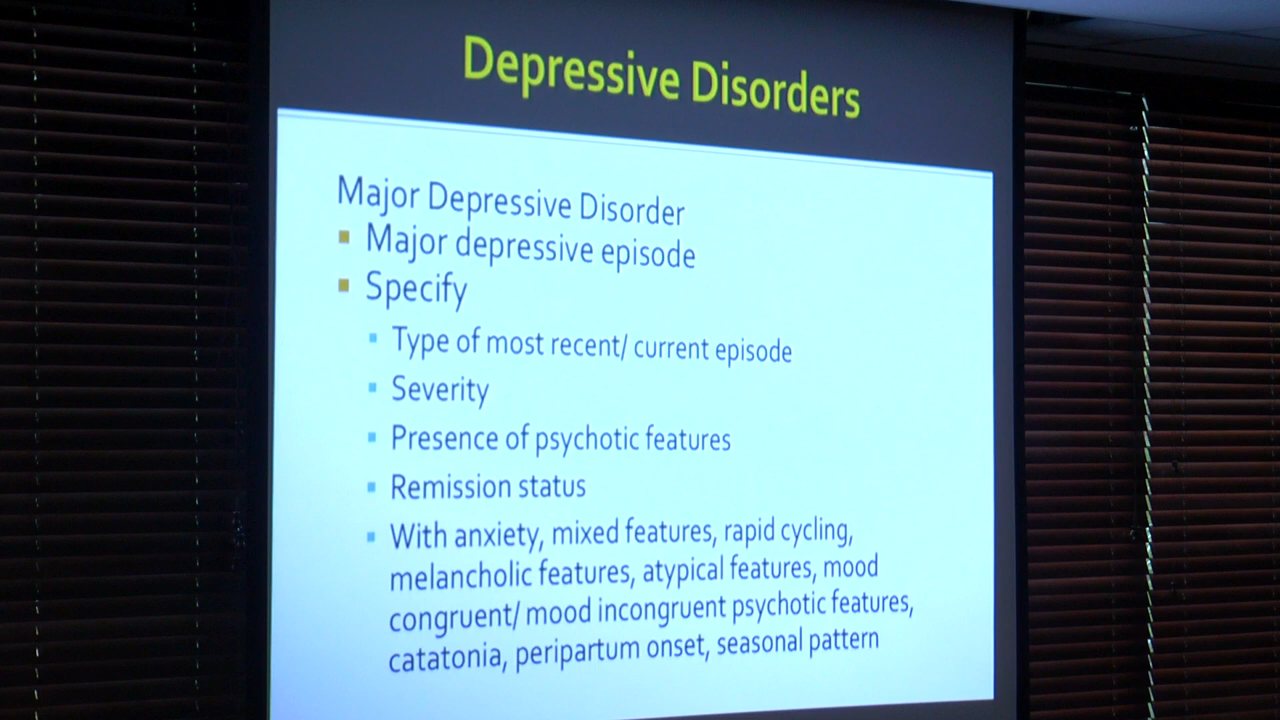 Depressive Disorders
Major Depressive Disorder
Major depressive episode
Specify
Type of most recent/ current episode
Severity
Presence of psychotic features
Remission status
With anxiety, mixed features, rapid cycling,
melancholic features, atypical features, mood
congruent/ mood incongruent psychotic features,
catatonia, peripartum onset, seasonal pattern